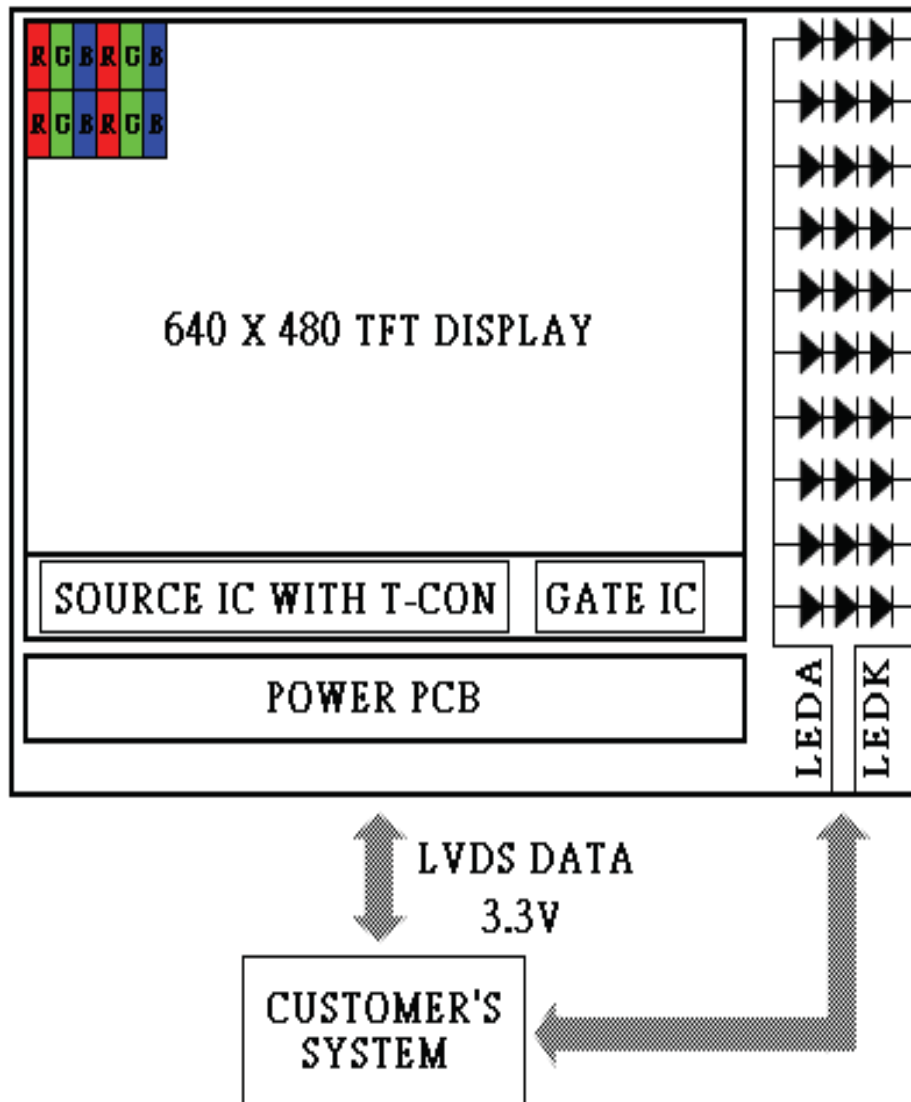 R G B R G B
R G B R G B
640 X 480 TFT DISPLAY
SOURCE IC WITH T-CON
GATE IC
POWER PCB
LEDA
LEDK
LVDS DATA
3.3V
CUSTOMER'S
SYSTEM